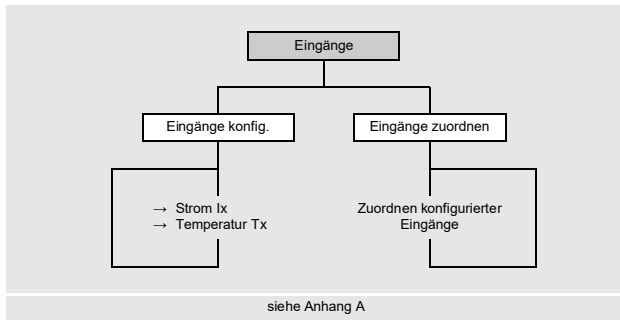 Eingänge
Eingänge konfig.
Eingänge zuordnen
→ Strom Ix
→ Temperatur Tx
Zuordnen konfigurierter
Eingänge
siehe Anhang A